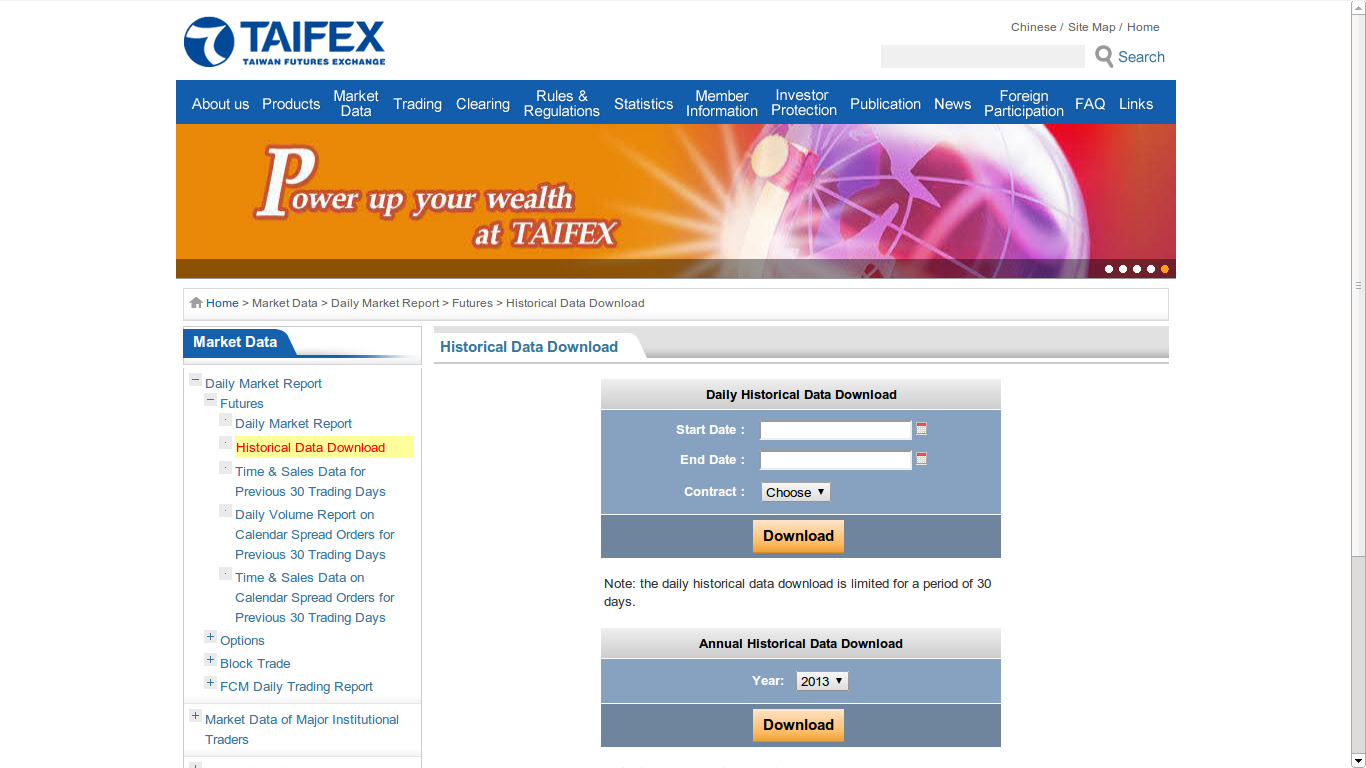 TAIFEX
TAIWAN FUTURES EXCHANGE
Chinese / Site Map / Home
Search
About us Products Market Data Trading Clearing Rules & Regulations Statistics Member Information Investor Protection Publication News Foreign Participation FAQ Links
Power up your wealth
at TAIFEX
Home > Market Data > Daily Market Report > Futures > Historical Data Download
Market Data
Daily Market Report
Futures
Daily Market Report
Historical Data Download
Time & Sales Data for
Previous 30 Trading Days
Daily Volume Report on
Calendar Spread Orders for
Previous 30 Trading Days
Time & Sales Data on
Calendar Spread Orders for
Previous 30 Trading Days
Options
Block Trade
FCM Daily Trading Report
Market Data of Major Institutional
Traders
Historical Data Download
Daily Historical Data Download
Start Date :
End Date :
Contract : Choose
Download
Note: the daily historical data download is limited for a period of 30
days.
Annual Historical Data Download
Year: 2013
Download